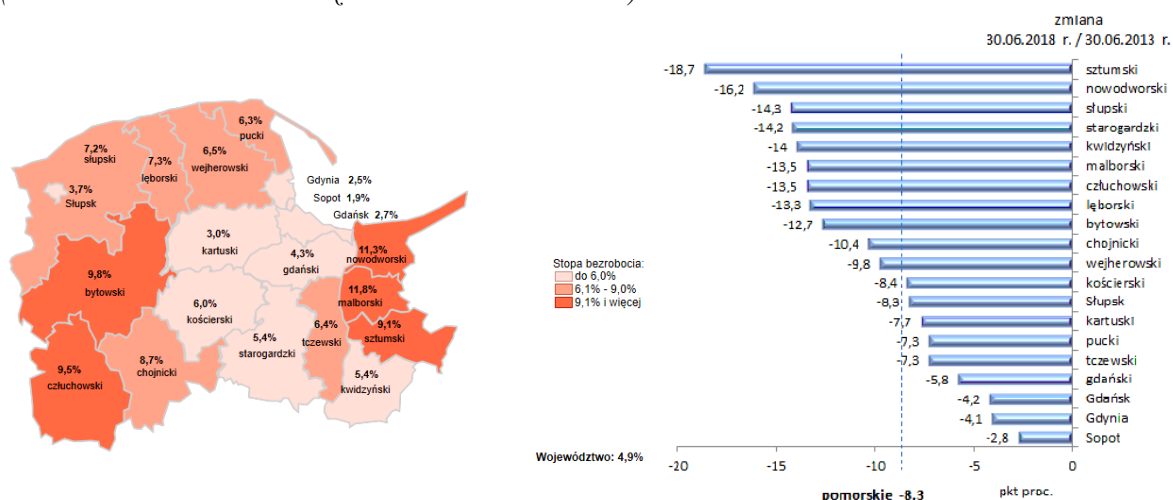 6,3%
pucki
7,2%
słupski
7,3%
lęborski
6,5%
wejherowski
3,7%
Słupsk
Gdynia 2,5%
Sopot 1,9%
Gdańsk 2,7%
3,0%
kartuski
4,3%
gdański
11,3%
nowodworski
9,8%
bytowski
6,0%
kościerski
11,8%
malborski
5,4%
starogardzki
6,4%
tczewski
9,1%
sztumski
8,7%
chojnicki
9,5%
człuchowski
5,4%
kwidzyński
Stopa bezrobocia:
do 6,0%
6,1% - 9,0%
9,1% i więcej
Województwo: 4,9%
zmiana
30.06.2018 r. / 30.06.2013 r.
-18,7 sztumski
-16,2 nowodworski
-14,3 słupski
-14,2 starogardzki
-14 kwidzyński
-13,5 malborski
-13,5 człuchowski
-13,3 lęborski
-12,7 bytowski
-10,4 chojnicki
-9,8 wejherowski
-8,4 kościerski
-8,3 Słupsk
-7,7 kartuski
-7,3 pucki
-7,3 tczewski
-5,8 gdański
-4,2 Gdańsk
-4,1 Gdynia
-2,8 Sopot
-20 -15 -10 -5 0
pomorskie -8,3 pkt proc.